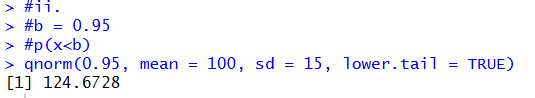 > #ii.
> #b = 0.95
> #p(x<b)
> qnorm(0.95, mean = 100, sd = 15, lower.tail = TRUE)
[1] 124.6728